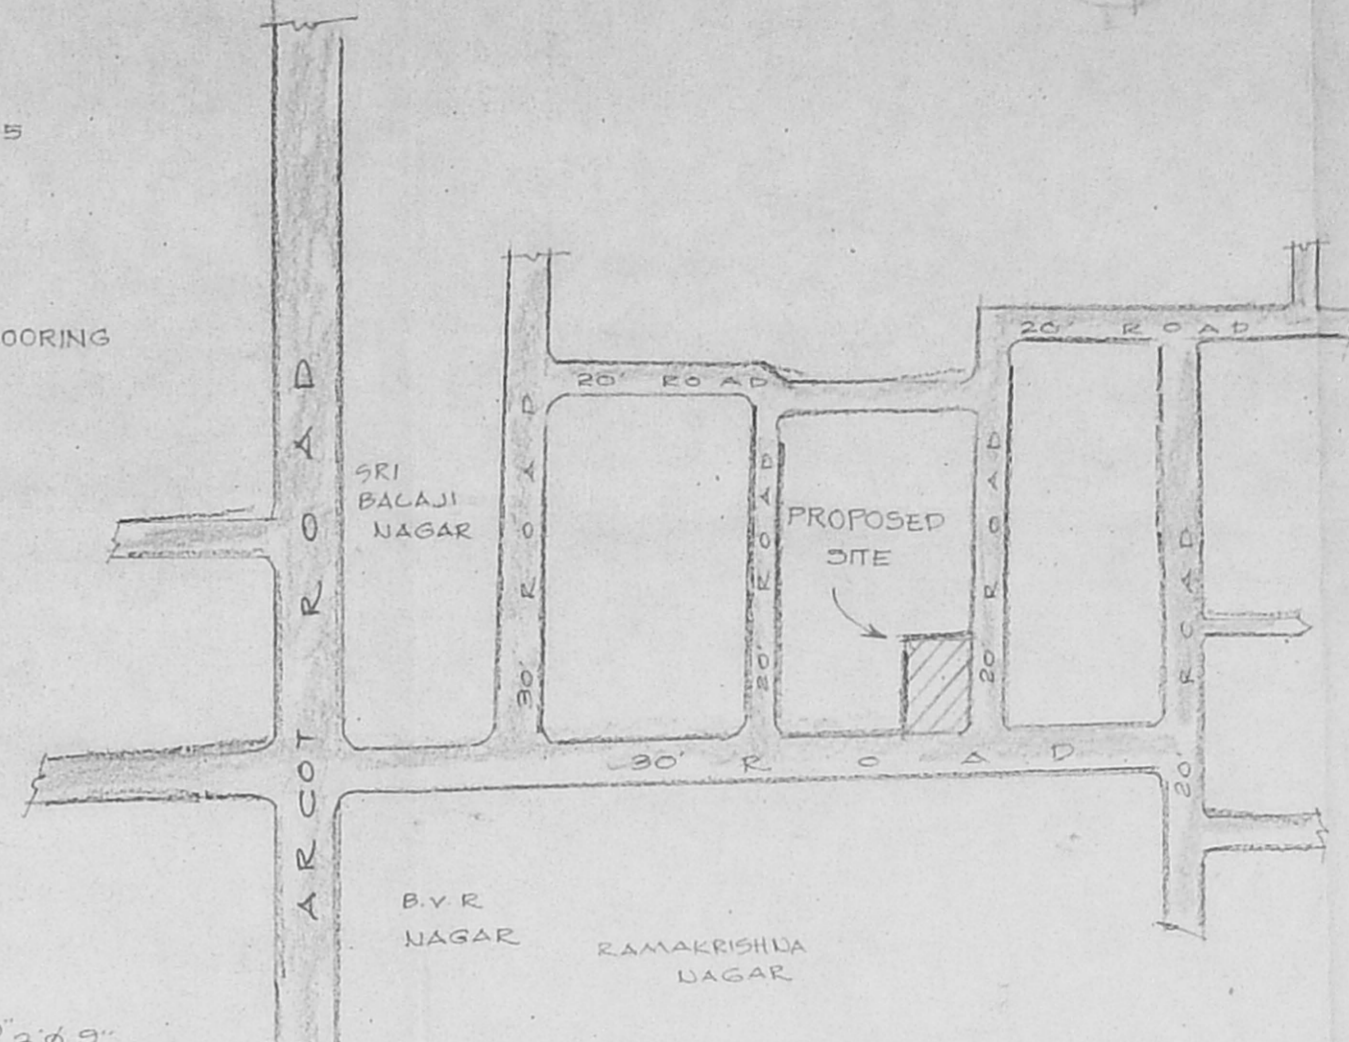 5
OORING
20' ROAD
20' ROAD
SRI
BALAJI
NAGAR
PROPOSED
SITE
ARCOT ROAD
30' ROAD
20' ROAD
20' ROAD
20' ROAD
30' ROAD
B.V.R
NAGAR
RAMAKRISHNA
NAGAR